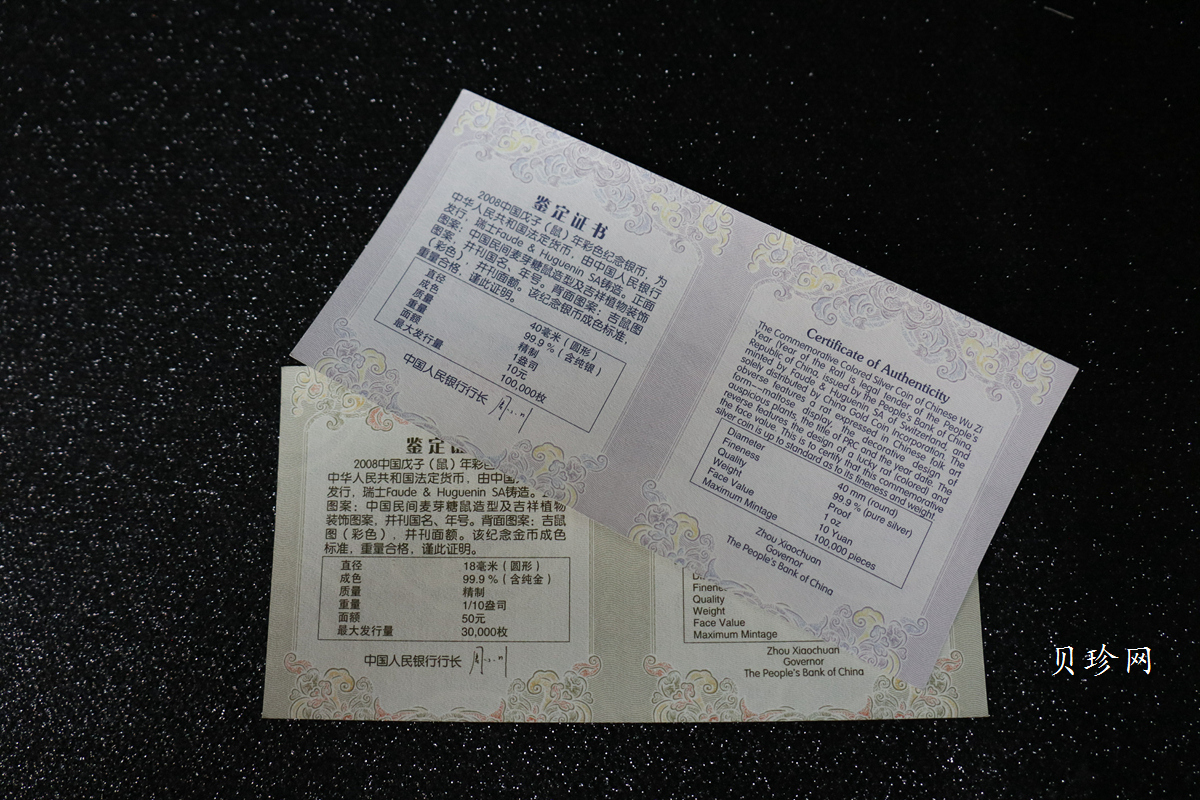 鉴定证书
2008中国戊子（鼠）年彩色纪念银币，为
中华人民共和国法定货币，由中国人民银行
发行，瑞士Faude & Huguenin SA铸造。正面
图案：中国民间麦芽糖鼠造型及吉祥植物装饰
图案，并刊国名、年号。背面图案：吉鼠图
（彩色），并刊面额。该纪念银币成色标准，
重量合格，谨此证明。
直径 40毫米（圆形）
成色 99.9％（含纯银）
质量 精制
重量 1盎司
面额 10元
最大发行量 100,000枚
中国人民银行行长
Certificate of Authenticity
The Commemorative Colored Silver Coin of Chinese Wu Zi
Year (Year of the Rat) is legal tender of the People's
Republic of China, issued by the People's Bank of China,
minted by Faude & Huguenin SA of Switzerland, and
solely distributed by China Gold Coin Incorporation. The
obverse features a rat expressed in Chinese folk art
form--maltose display, the decorative design of
auspicious plants, the title of PRC and the year date. The
reverse features the design of a lucky rat (colored) and
the face value. This is to certify that this commemorative
silver coin is up to standard as to its fineness and weight.
Diameter 40 mm (round)
Fineness 99.9 % (pure silver)
Quality Proof
Weight 1 oz
Face Value 10 Yuan
Maximum Mintage 100,000 pieces
Zhou Xiaochuan
Governor
The People's Bank of China
鉴定
2008中国戊子（鼠）年彩色
中华人民共和国法定货币，由中国
发行，瑞士Faude & Huguenin SA铸造。
图案：中国民间麦芽糖鼠造型及吉祥植物
装饰图案，并刊国名、年号。背面图案：吉鼠
图（彩色），并刊面额。该纪念金币成色
标准，重量合格，谨此证明。
直径 18毫米（圆形）
成色 99.9％（含纯金）
质量 精制
重量 1/10盎司
面额 50元
最大发行量 30,000枚
中国人民银行行长
Quality
Weight
Face Value
Maximum Mintage
Zhou Xiaochuan
Governor
The People's Bank of China
贝珍网